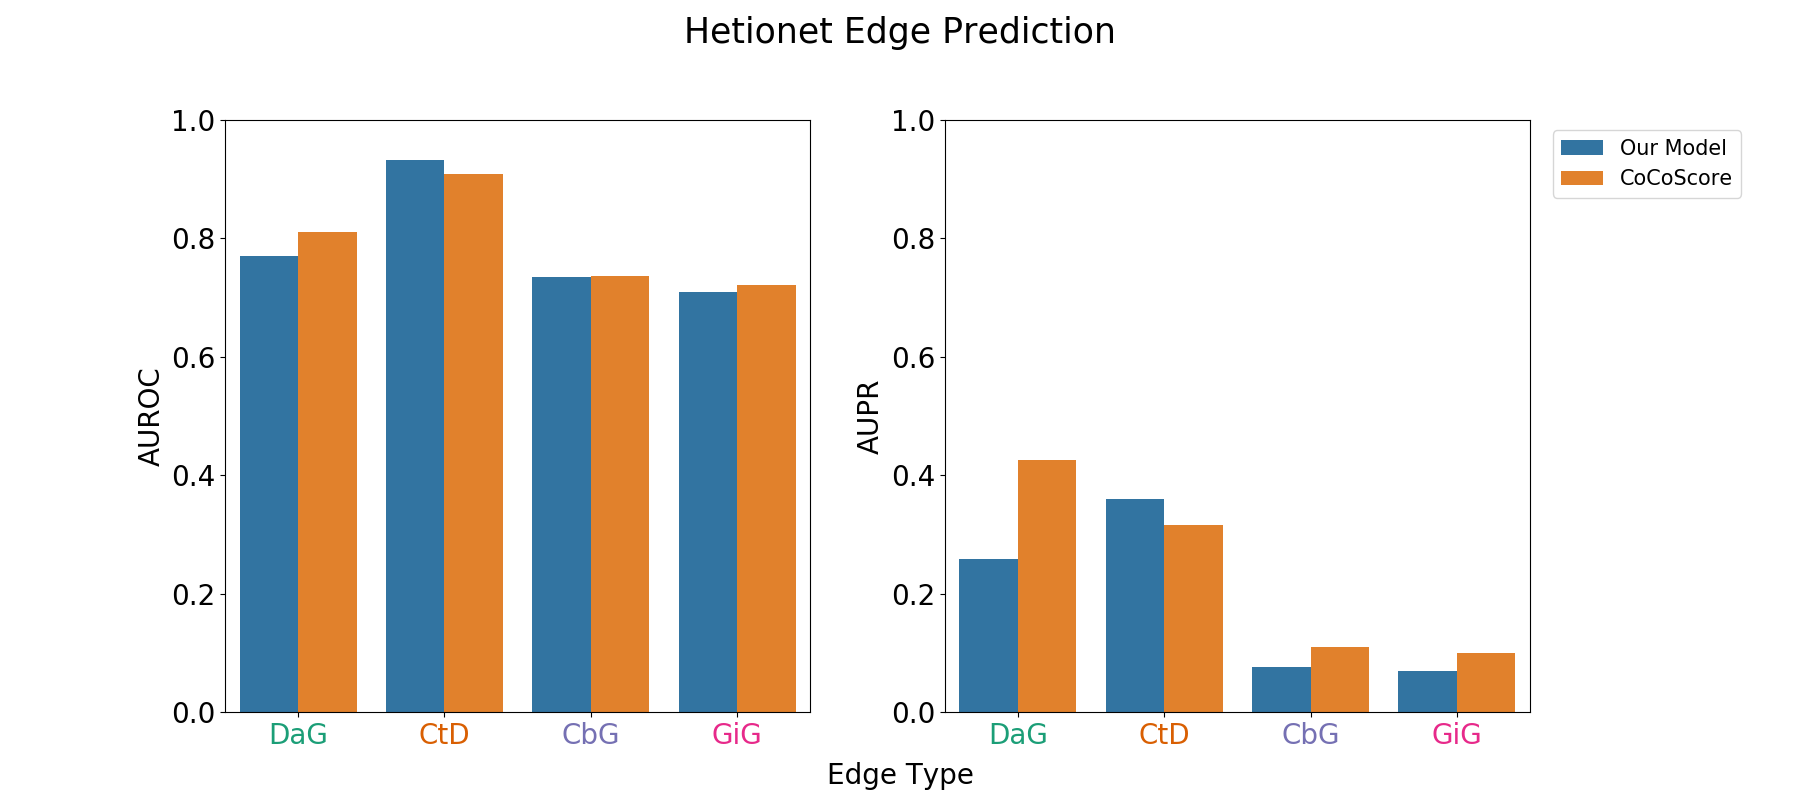 Hetionet Edge Prediction
1.0
0.8
0.6
0.4
0.2
0.0
AUROC
DaG CtD CbG GiG
1.0
0.8
0.6
0.4
0.2
0.0
AUPR
DaG CtD CbG GiG
Our Model
CoCoScore
Edge Type